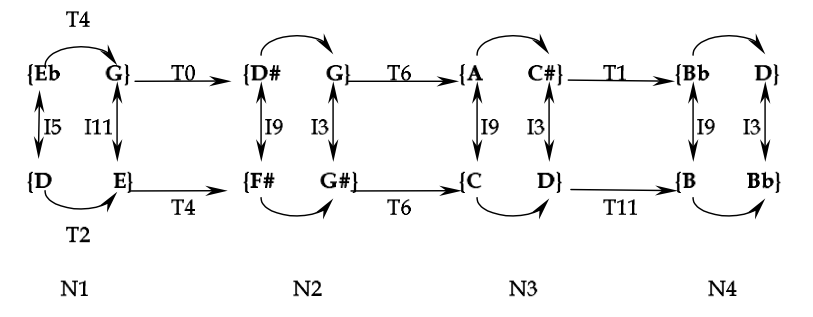 T4
{Eb G} T0 {D# G} T6 {A C#} T1 {Bb D}
I5 I11 I9 I3 I9 I3 I9 I3
{D E} T4 {F# G#} T6 {C D} T11 {B Bb}
T2
N1 N2 N3 N4